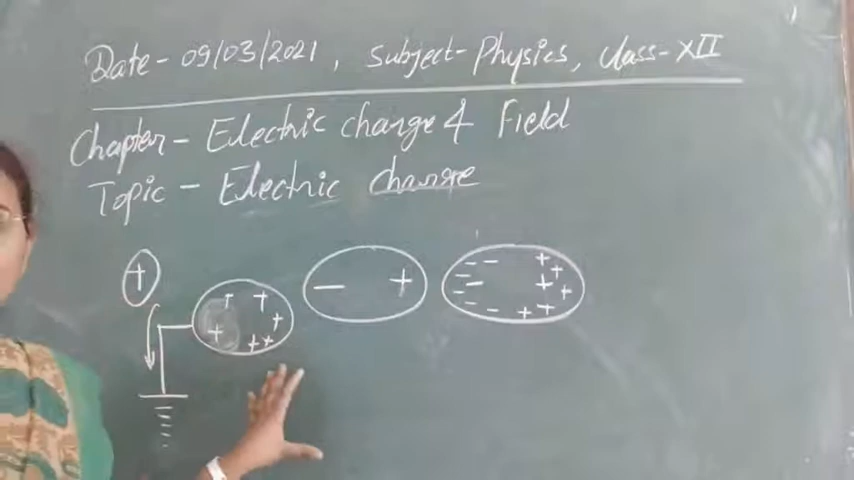 Date - 09/03/2021, Subject - Physics, Class - XII
Chapter - Electric charge & Field
Topic - Electric charge
+
+ + + + + +
- +
- - - - - - - + + + + + + +